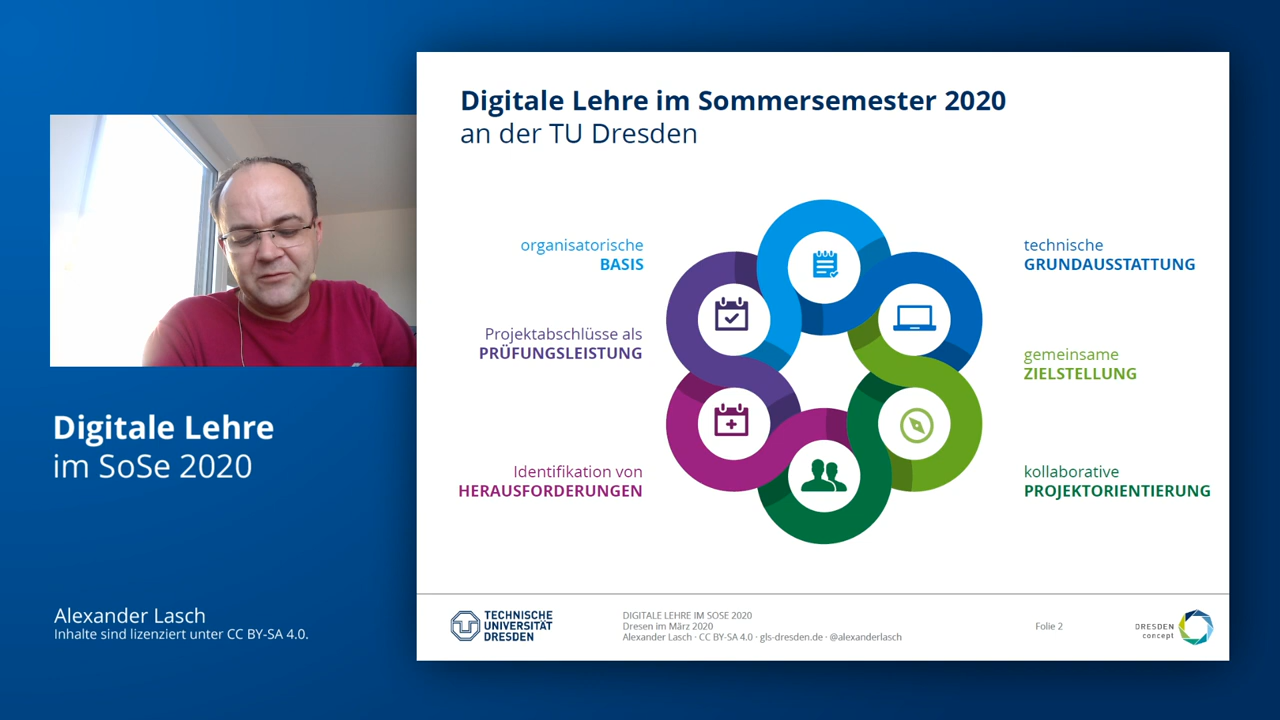 Digitale Lehre im Sommersemester 2020
an der TU Dresden
organisatorische
BASIS
technische
GRUNDAUSSTATTUNG
Projektabschlüsse als
PRÜFUNGSLEISTUNG
gemeinsame
ZIELSTELLUNG
Identifikation von
HERAUSFORDERUNGEN
kollaborative
PROJEKTORIENTIERUNG
Digitale Lehre
im SoSe 2020
Alexander Lasch
Inhalte sind lizenziert unter CC BY-SA 4.0.
TECHNISCHE
UNIVERSITÄT
DRESDEN
DIGITALE LEHRE IM SOSE 2020
Dresen im März 2020
Alexander Lasch · CC BY-SA 4.0 · gls-dresden.de · @alexanderlasch
Folie 2
DRESDEN
concept